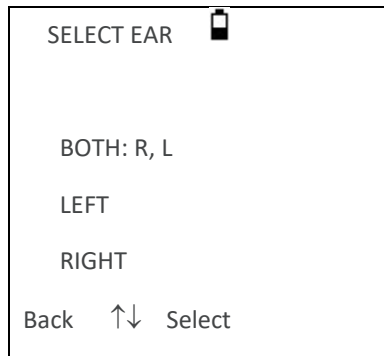 SELECT EAR
BOTH: R, L
LEFT
RIGHT
Back ↑↓ Select